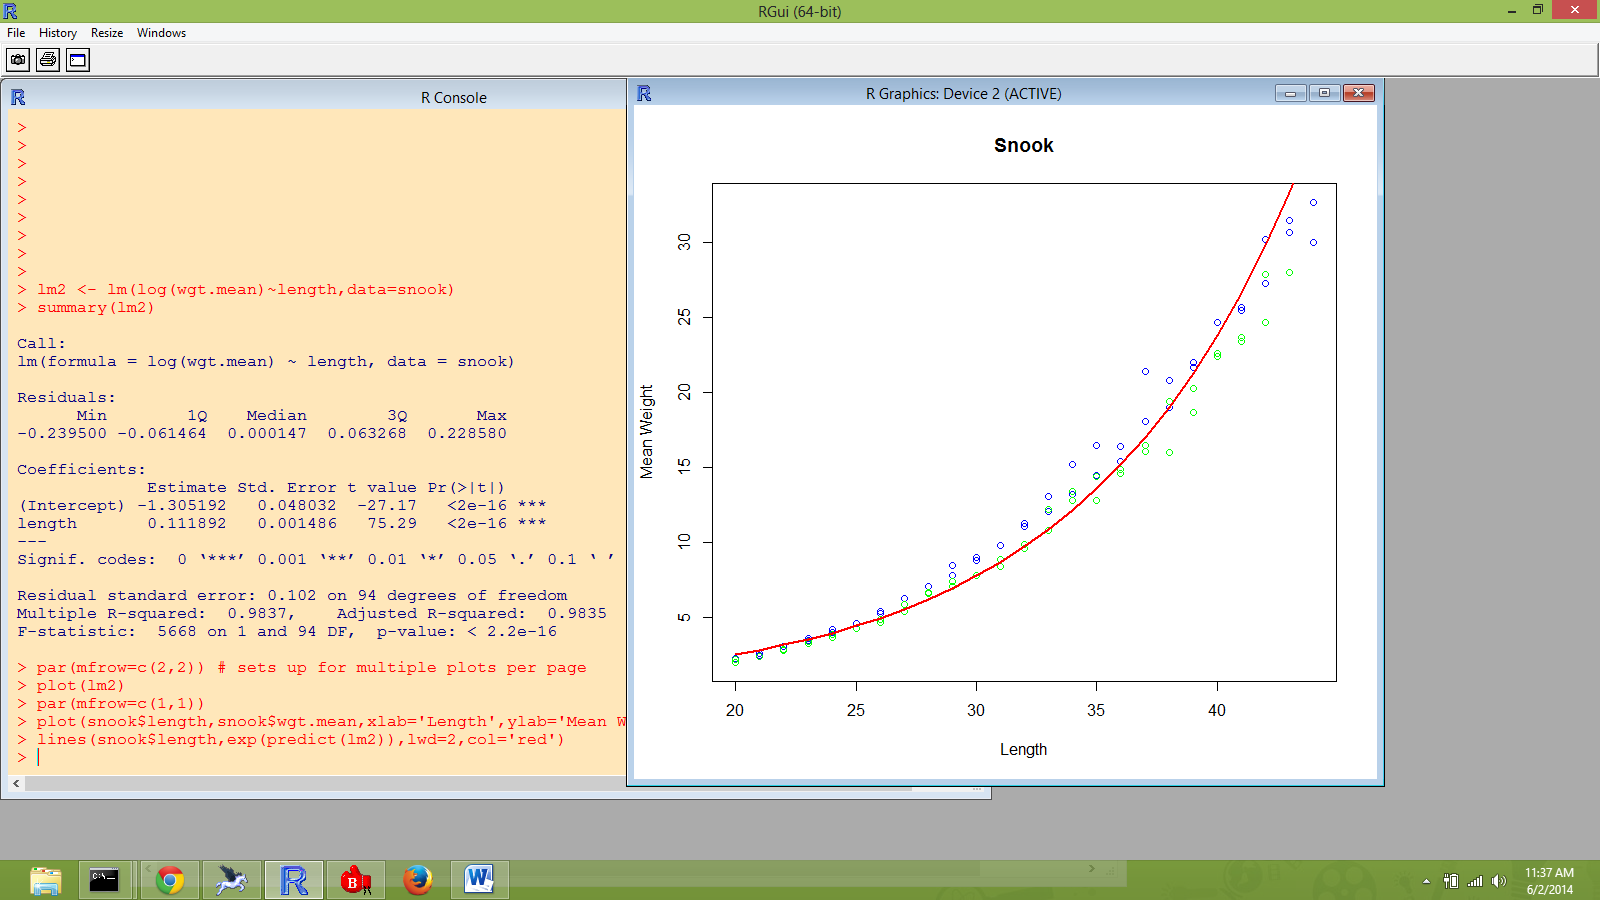 RGui (64-bit)
File History Resize Windows
R Console
>
>
>
>
>
>
>
>
>
> lm2 <- lm(log(wgt.mean)~length,data=snook)
> summary(lm2)
Call:
lm(formula = log(wgt.mean) ~ length, data = snook)
Residuals:
Min 1Q Median 3Q Max
-0.239500 -0.061464 0.000147 0.063268 0.228580
Coefficients:
Estimate Std. Error t value Pr(>|t|)
(Intercept) -1.305192 0.048032 -27.17 <2e-16 ***
length 0.111892 0.001486 75.29 <2e-16 ***
---
Signif. codes: 0 ‘***’ 0.001 ‘**’ 0.01 ‘*’ 0.05 ‘.’ 0.1 ‘ ’
Residual standard error: 0.102 on 94 degrees of freedom
Multiple R-squared: 0.9837, Adjusted R-squared: 0.9835
F-statistic: 5668 on 1 and 94 DF, p-value: < 2.2e-16
> par(mfrow=c(2,2)) # sets up for multiple plots per page
> plot(lm2)
> par(mfrow=c(1,1))
> plot(snook$length,snook$wgt.mean,xlab='Length',ylab='Mean W
> lines(snook$length,exp(predict(lm2)),lwd=2,col='red')
>
R Graphics: Device 2 (ACTIVE)
Snook
Mean Weight
30
25
20
15
10
5
20 25 30 35 40
Length
11:37 AM
6/2/2014